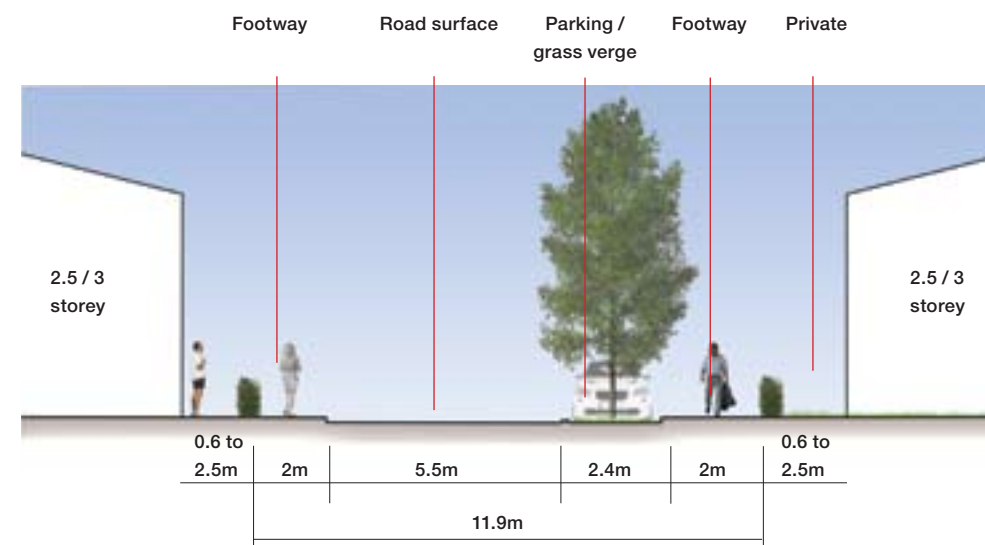 Footway
Road surface
Parking /
grass verge
Footway
Private
2.5 / 3
storey
2.5 / 3
storey
0.6 to
2.5m
2m
5.5m
2.4m
2m
0.6 to
2.5m
11.9m